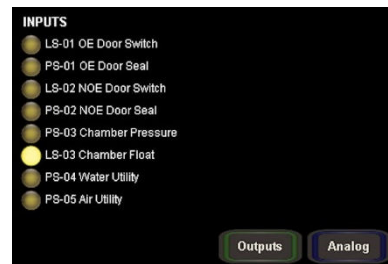 INPUTS
LS-01 OE Door Switch
PS-01 OE Door Seal
LS-02 NOE Door Switch
PS-02 NOE Door Seal
PS-03 Chamber Pressure
LS-03 Chamber Float
PS-04 Water Utility
PS-05 Air Utility
Outputs Analog